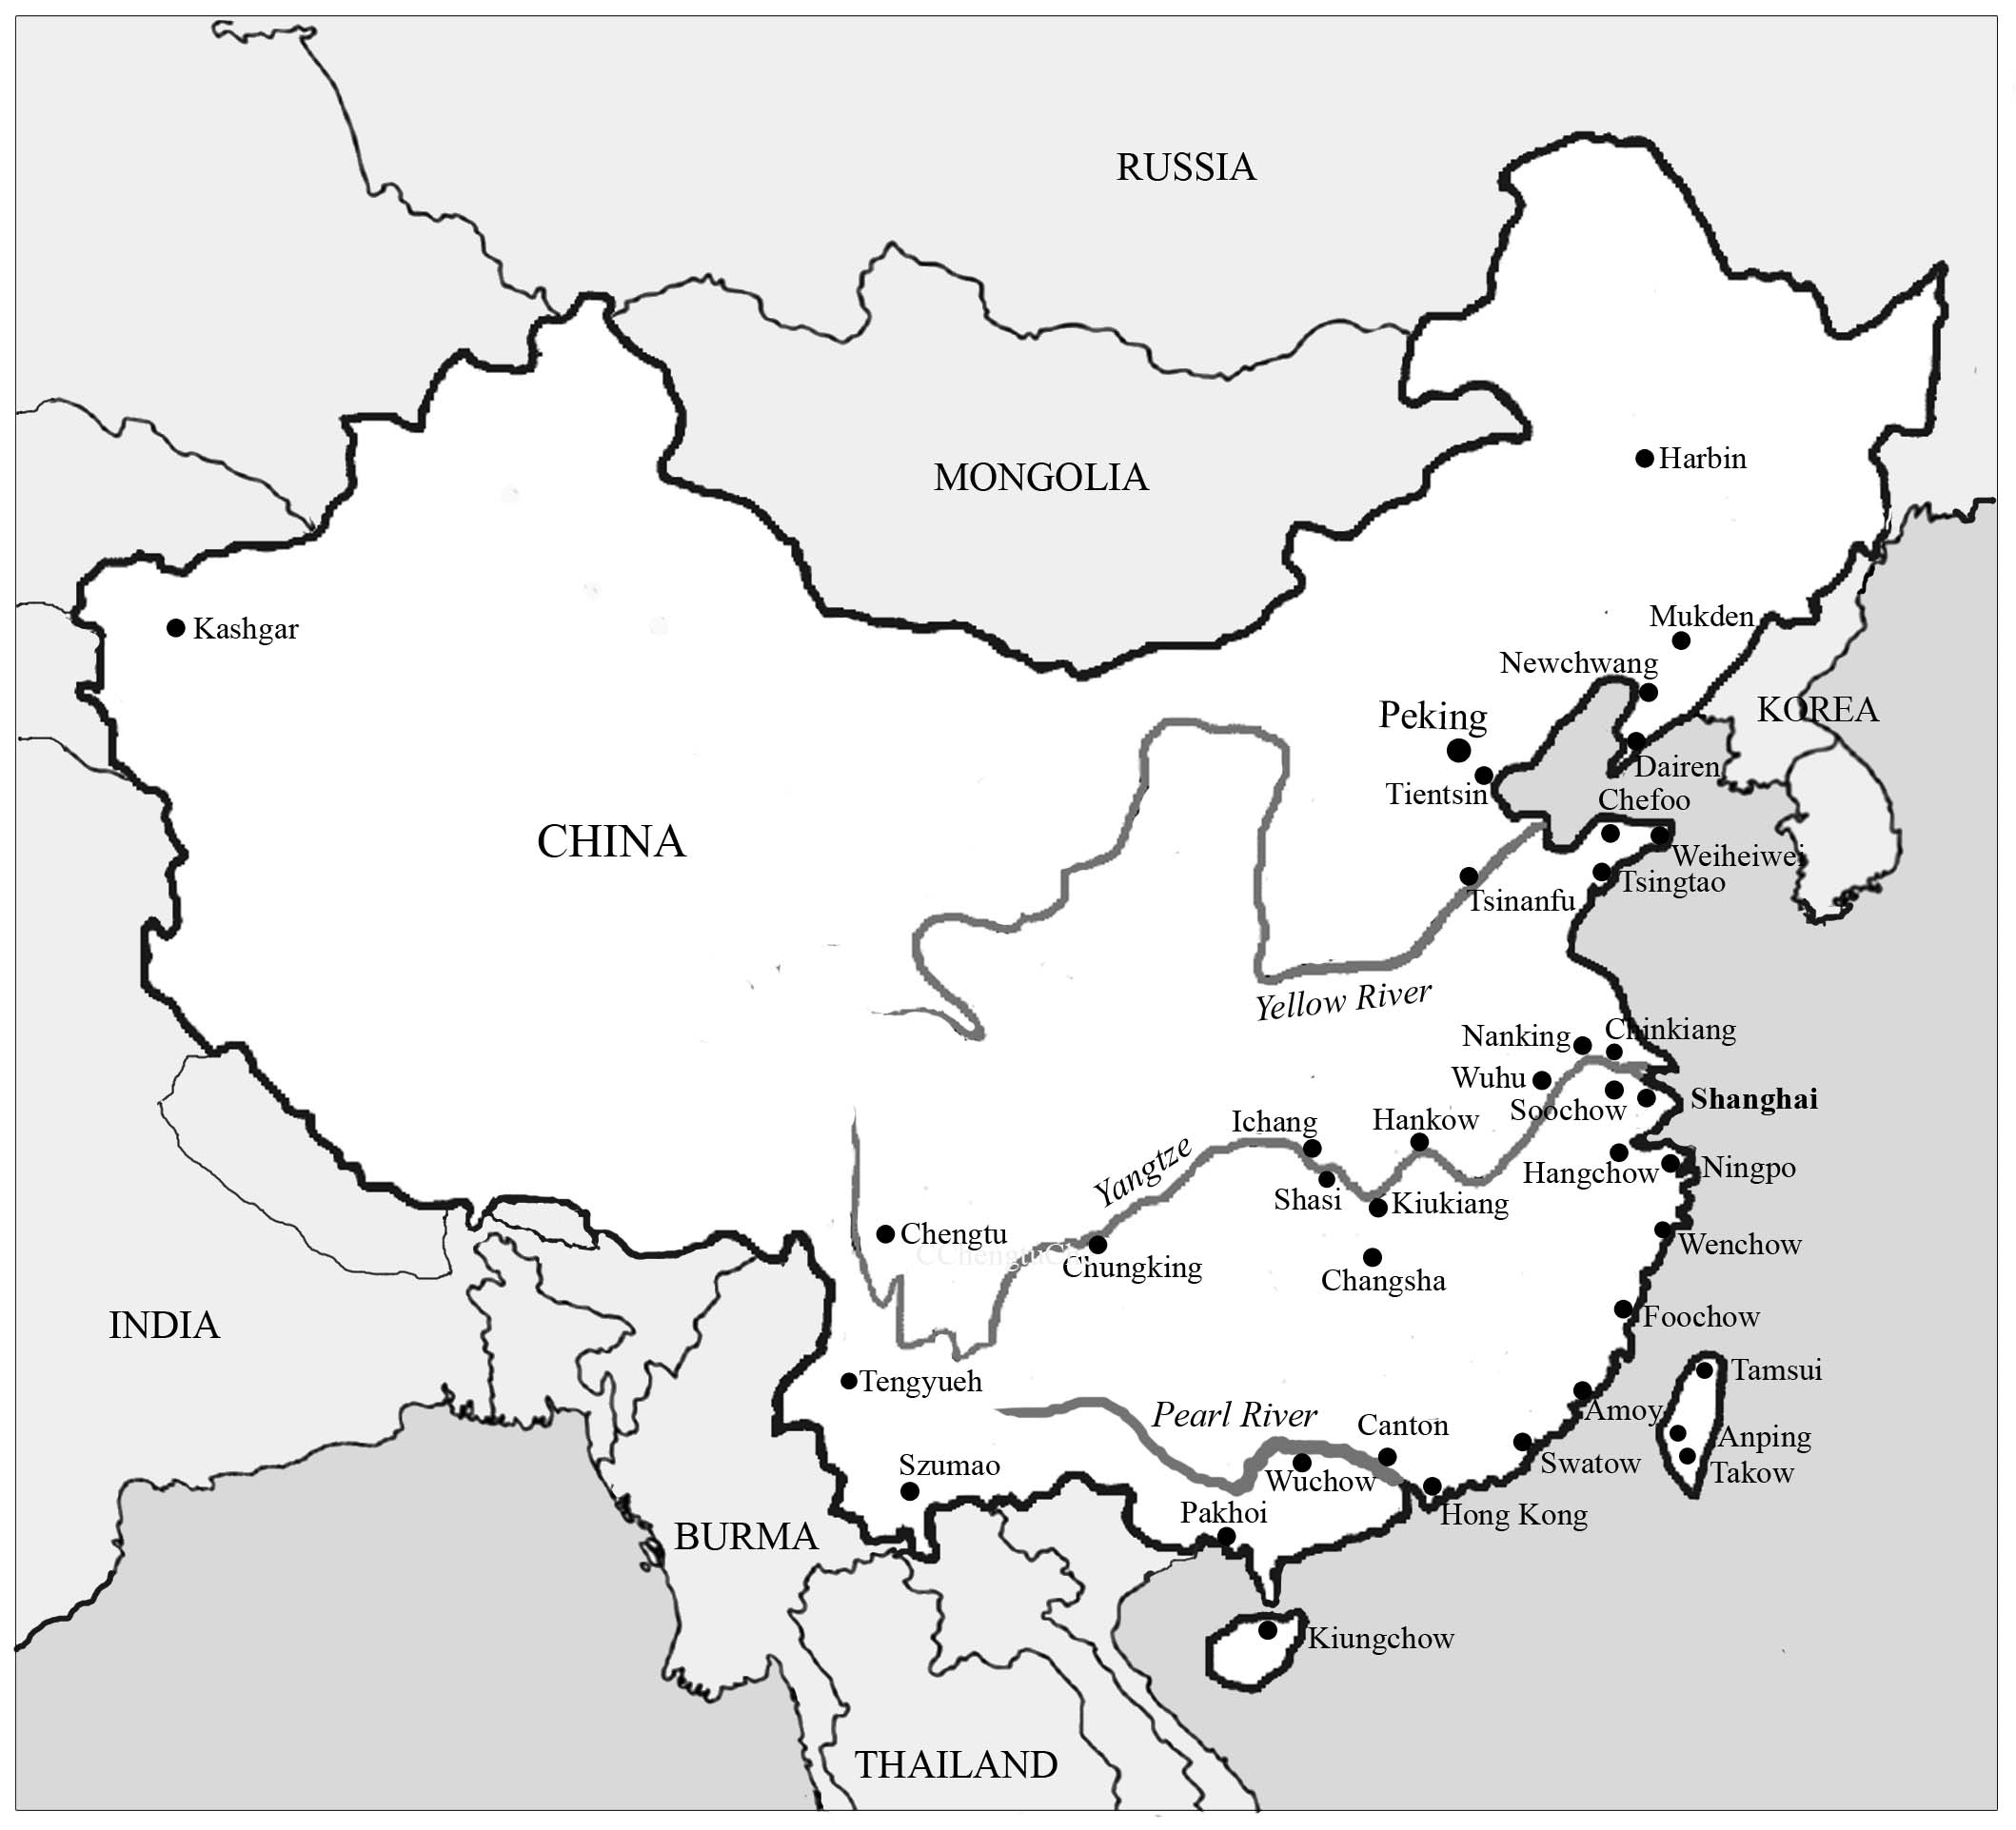 RUSSIA
MONGOLIA
Harbin
Kashgar
Mukden
Newchwang
KOREA
Peking
Dairen
Tientsin
Chefoo
CHINA
Weiheiwei
Tsingtao
Tsinanfu
Yellow River
Nanking
Chinkiang
Wuhu
Shanghai
Soochow
Ichang
Hankow
Yangtze
Hangchow
Ningpo
Shasi
Kiukiang
Chengtu
Wenchow
Chungking
Changsha
INDIA
Foochow
Tamsui
Tengyueh
Amoy
Pearl River
Canton
Anping
Swatow
Takow
Szumao
Wuchow
Pakhoi
Hong Kong
BURMA
Kiungchow
THAILAND